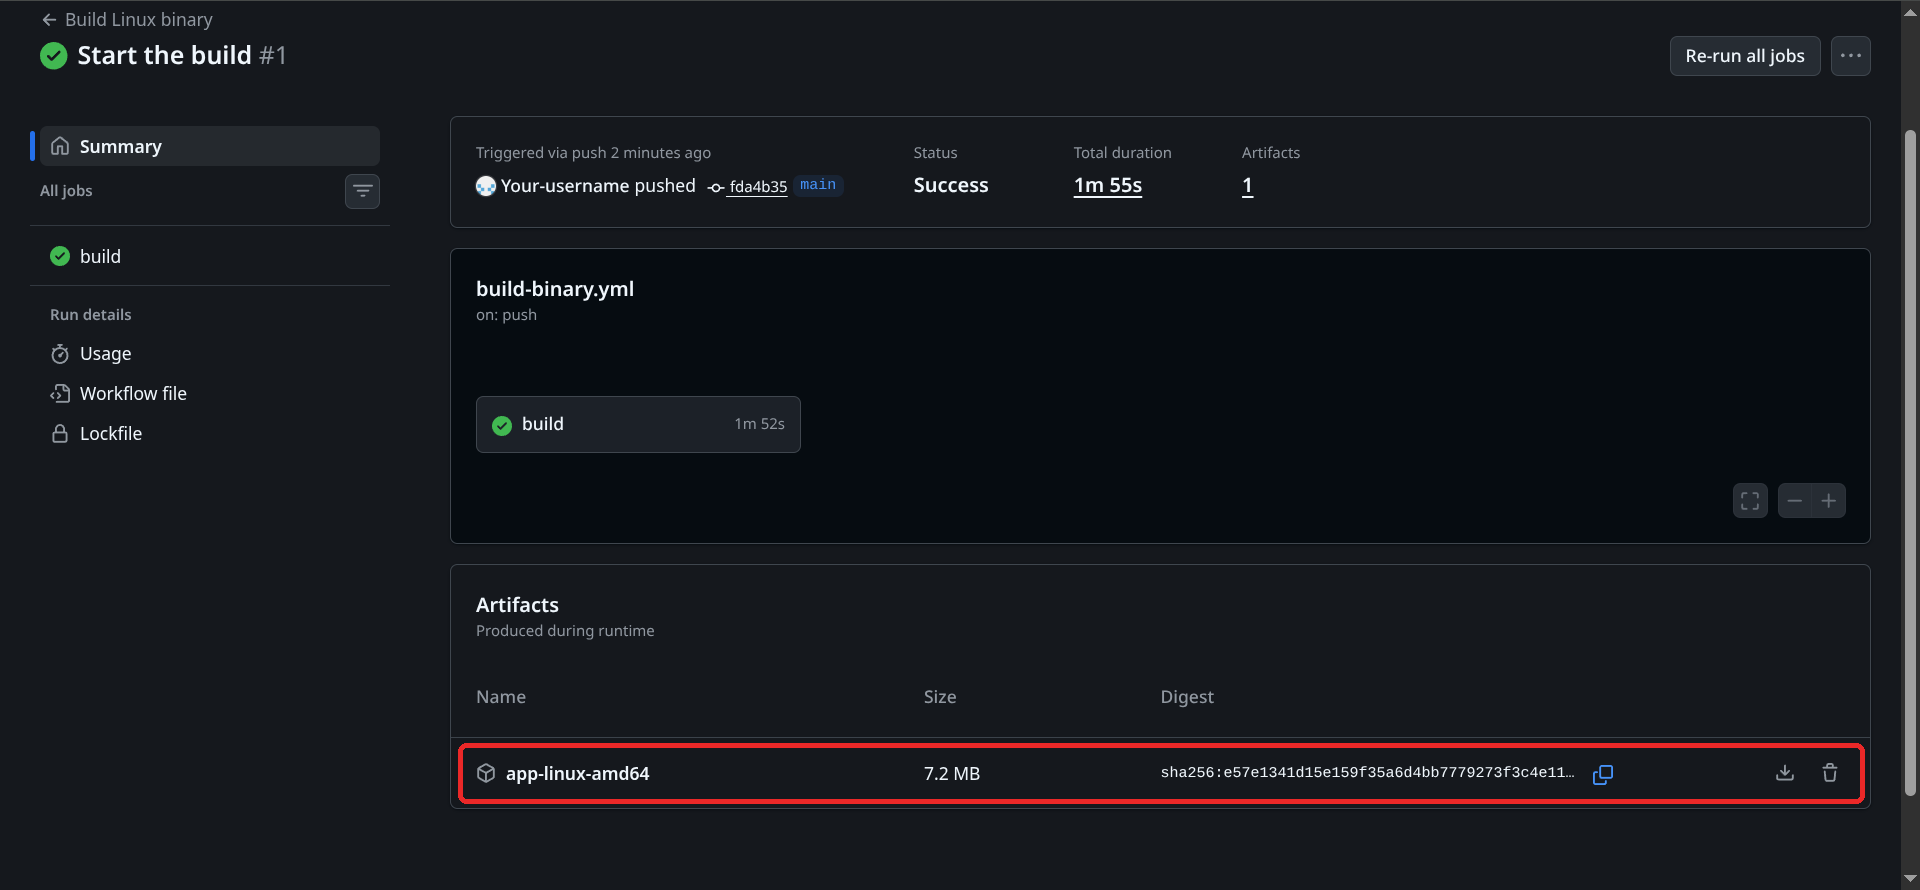 Build Linux binary
Start the build #1
Re-run all jobs
Summary
All jobs
build
Run details
Usage
Workflow file
Lockfile
Triggered via push 2 minutes ago
Your-username pushed fda4b35 main
Status
Success
Total duration
1m 55s
Artifacts
1
build-binary.yml
on: push
build 1m 52s
Artifacts
Produced during runtime
Name Size Digest
app-linux-amd64 7.2 MB sha256:e57e1341d15e159f35a6d4bb7779273f3c4e11…